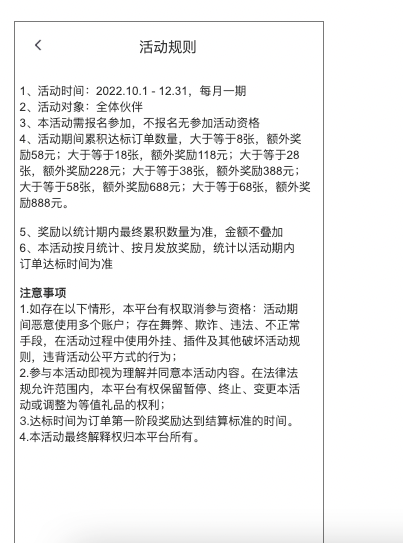 活动规则
1、活动时间：2022.10.1 - 12.31，每月一期
2、活动对象：全体伙伴
3、本活动需报名参加，不报名无参加活动资格
4、活动期间累积达标订单数量，大于等于8张，额外奖
励58元；大于等于18张，额外奖励118元；大于等于28
张，额外奖励228元；大于等于38张，额外奖励388元；
大于等于58张，额外奖励688元；大于等于68张，额外奖
励888元。
5、奖励以统计期内最终累积数量为准，金额不叠加
6、本活动按月统计、按月发放奖励，统计以活动期内
订单达标时间为准
注意事项
1.如存在以下情形，本平台有权取消参与资格：活动期
间恶意使用多个账户；存在舞弊、欺诈、违法、不正常
手段，在活动过程中使用外挂、插件及其他破坏活动规
则，违背活动公平方式的行为；
2.参与本活动即视为理解并同意本活动内容。在法律法
规允许范围内，本平台有权保留暂停、终止、变更本活
动或调整为等值礼品的权利；
3.达标时间为订单第一阶段奖励达到结算标准的时间。
4.本活动最终解释权归本平台所有。